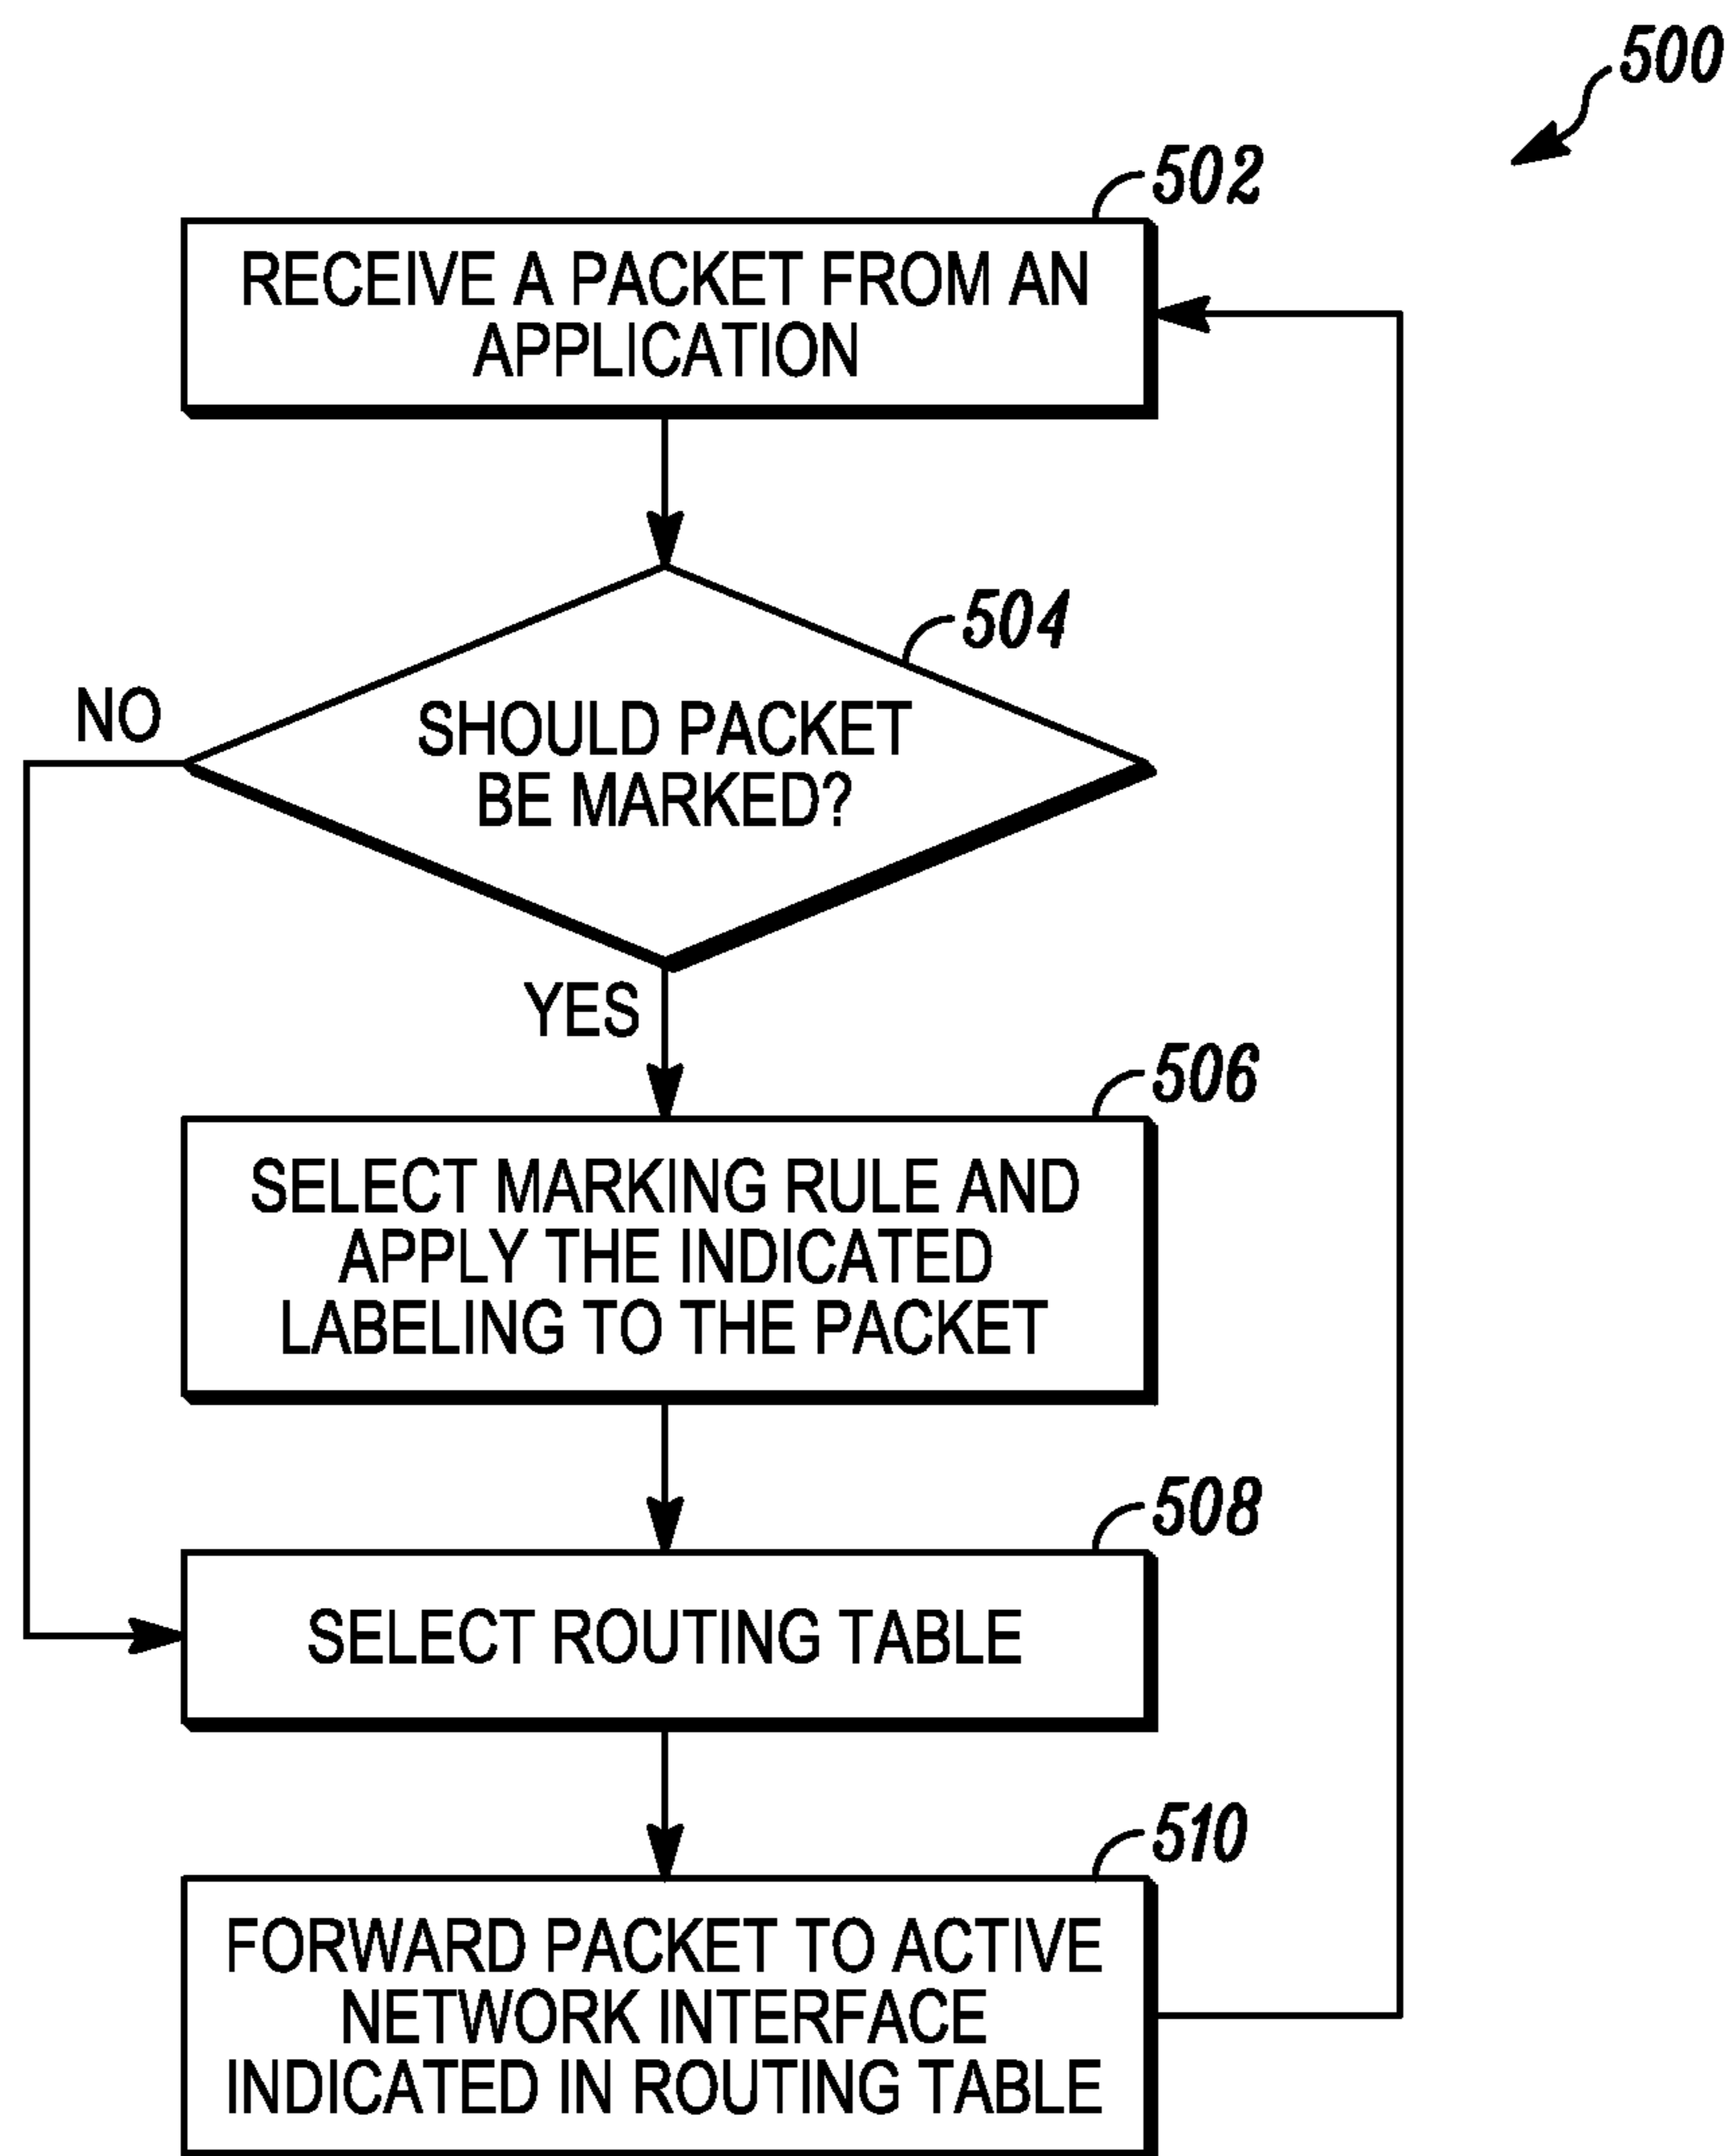 500
502
RECEIVE A PACKET FROM AN
APPLICATION
504
NO
SHOULD PACKET
BE MARKED?
YES
506
SELECT MARKING RULE AND
APPLY THE INDICATED
LABELING TO THE PACKET
508
SELECT ROUTING TABLE
510
FORWARD PACKET TO ACTIVE
NETWORK INTERFACE
INDICATED IN ROUTING TABLE